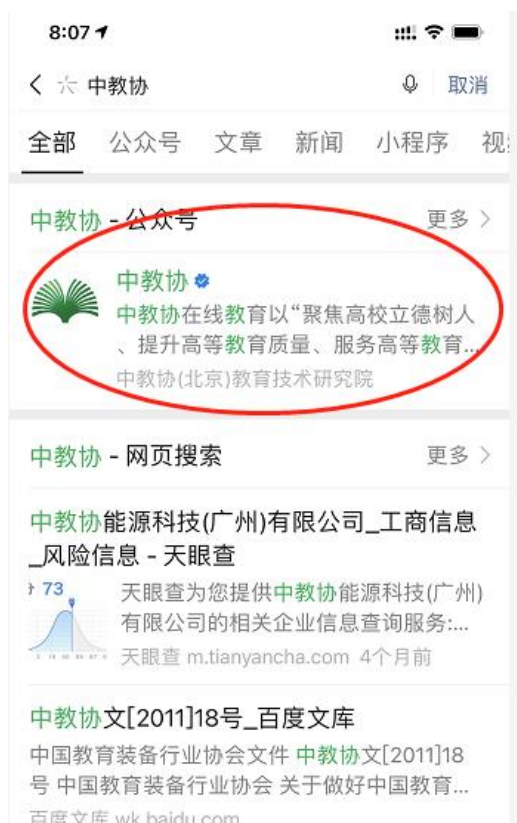 8:07
中教协
取消
全部 公众号 文章 新闻 小程序 视
中教协 - 公众号 更多
中教协
中教协在线教育以“聚焦高校立德树人
、提升高等教育质量、服务高等教育...
中教协(北京)教育技术研究院
中教协 - 网页搜索 更多
中教协能源科技(广州)有限公司_工商信息
_风险信息 - 天眼查
73
天眼查为您提供中教协能源科技(广州)
有限公司的相关企业信息查询服务:...
天眼查 m.tianyancha.com 4个月前
中教协文[2011]18号_百度文库
中国教育装备行业协会文件 中教协文[2011]18
号 中国教育装备行业协会 关于做好中国教育...
百度文库 wk.baidu.com